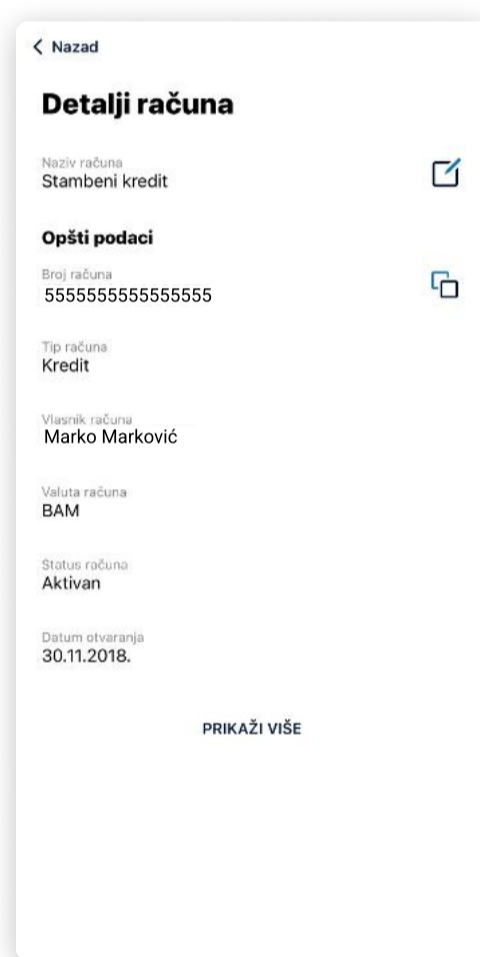 Nazad
Detalji računa
Naziv računa
Stambeni kredit
Opšti podaci
Broj računa
5555555555555555
Tip računa
Kredit
Vlasnik računa
Marko Marković
Valuta računa
BAM
Status računa
Aktivan
Datum otvaranja
30.11.2018.
PRIKAŽI VIŠE